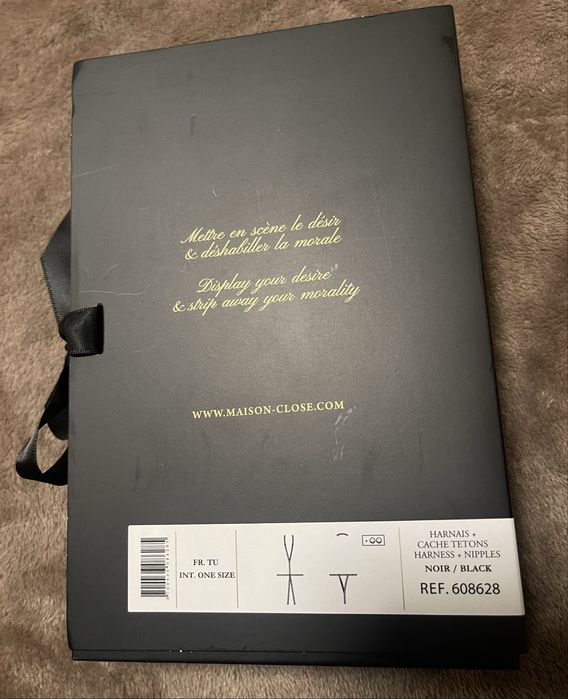 Mettre en scène le désir
& déshabiller la morale
Display your desire
& strip away your morality
WWW.MAISON-CLOSE.COM
FR. TU
INT. ONE SIZE
HARNAIS +
CACHE TETONS
HARNESS + NIPPLES
NOIR / BLACK
REF. 608628